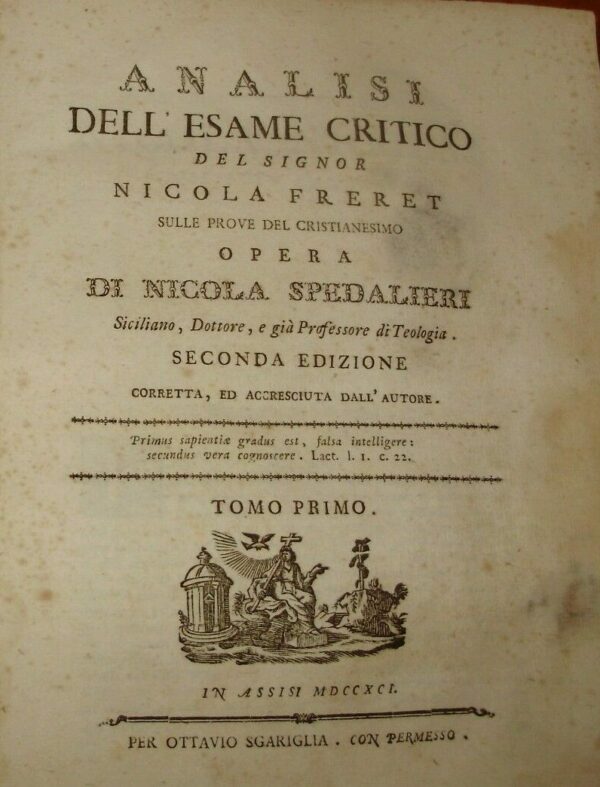 ANALISI
DELL' ESAME CRITICO
DEL SIGNOR
NICOLA FRERET
SULLE PROVE DEL CRISTIANESIMO
OPERA
DI NICOLA SPEDALIERI
Siciliano, Dottore, e già Professore di Teologia.
SECONDA EDIZIONE
CORRETTA, ED ACCRESCIUTA DALL' AUTORE.
Primus sapientiæ gradus est, falsa intelligere:
secundus vera cognoscere. Lact. l. 1. c. 22.
TOMO PRIMO.
IN ASSISI MDCCXCI.
PER OTTAVIO SGARIGLIA. CON PERMESSO.